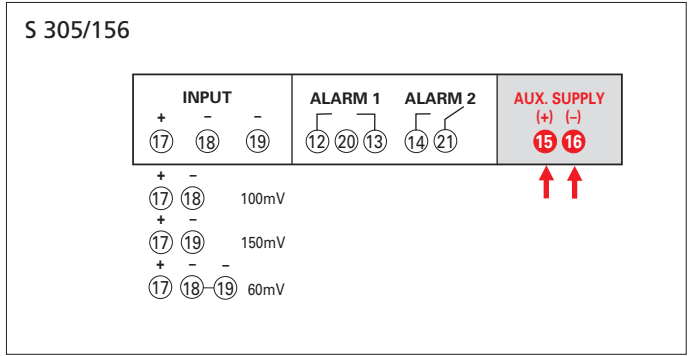 S 305/156
INPUT ALARM 1 ALARM 2 AUX. SUPPLY
+ – – (+) (–)
17 18 19 12 20 13 14 21 15 16
+ –
17 18 100mV
+ –
17 19 150mV
+ – –
17 18 19 60mV